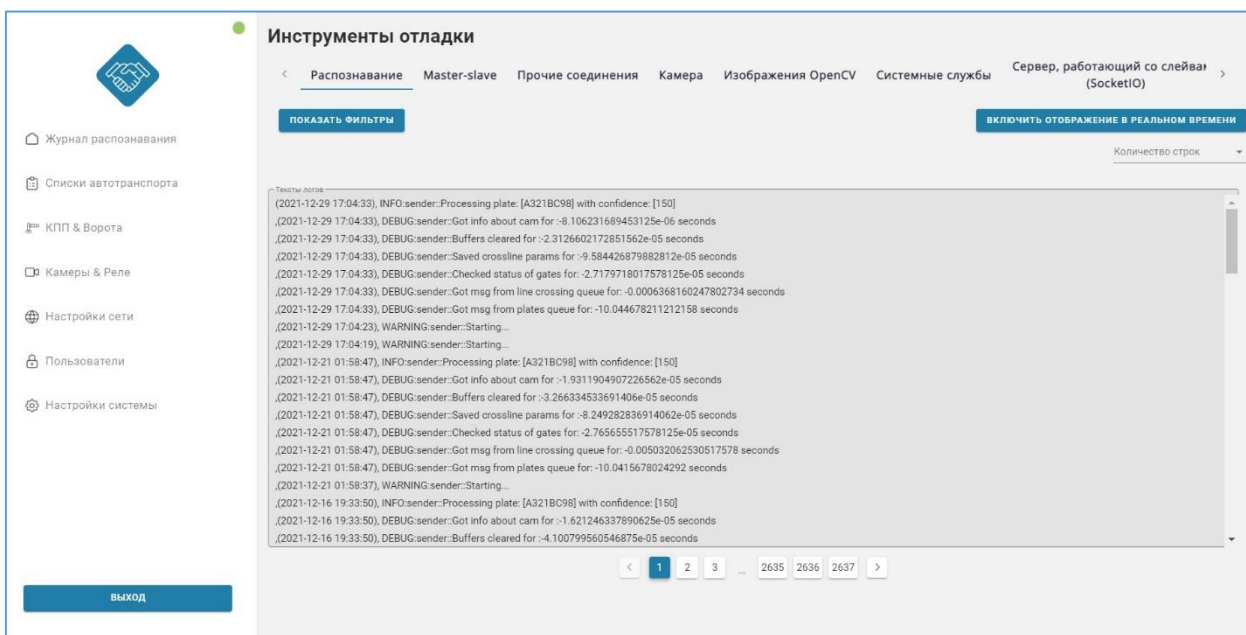 Инструменты отладки
Распознавание
Master-slave
Прочие соединения
Камера
Изображения OpenCV
Системные службы
Сервер, работающий со слейвам
(SocketIO)
ПОКАЗАТЬ ФИЛЬТРЫ
ВКЛЮЧИТЬ ОТОБРАЖЕНИЕ В РЕАЛЬНОМ ВРЕМЕНИ
Количество строк
Журнал распознавания
Списки автотранспорта
КПП & Ворота
Камеры & Реле
Настройки сети
Пользователи
Настройки системы
ВЫХОД
Тексты логов
(2021-12-29 17:04:33), INFO:sender::Processing plate: [A321BC98] with confidence: [150]
,(2021-12-29 17:04:33), DEBUG:sender::Got info about cam for :-8.106231689453125e-06 seconds
,(2021-12-29 17:04:33), DEBUG:sender::Buffers cleared for :-2.3126602172851562e-05 seconds
,(2021-12-29 17:04:33), DEBUG:sender::Saved crossline params for :-9.584426879882812e-05 seconds
,(2021-12-29 17:04:33), DEBUG:sender::Checked status of gates for: -2.7179718017578125e-05 seconds
,(2021-12-29 17:04:33), DEBUG:sender::Got msg from line crossing queue for: -0.0006368160247802734 seconds
,(2021-12-29 17:04:33), DEBUG:sender::Got msg from plates queue for: -10.044678211212158 seconds
,(2021-12-29 17:04:23), WARNING:sender::Starting...
,(2021-12-29 17:04:19), WARNING:sender::Starting...
,(2021-12-21 01:58:47), INFO:sender::Processing plate: [A321BC98] with confidence: [150]
,(2021-12-21 01:58:47), DEBUG:sender::Got info about cam for :-1.9311904907226562e-05 seconds
,(2021-12-21 01:58:47), DEBUG:sender::Buffers cleared for :-3.266334533691406e-05 seconds
,(2021-12-21 01:58:47), DEBUG:sender::Saved crossline params for :-8.249282836914062e-05 seconds
,(2021-12-21 01:58:47), DEBUG:sender::Checked status of gates for: -2.765655517578125e-05 seconds
,(2021-12-21 01:58:47), DEBUG:sender::Got msg from line crossing queue for: -0.005032062530517578 seconds
,(2021-12-21 01:58:47), DEBUG:sender::Got msg from plates queue for: -10.0415678024292 seconds
,(2021-12-21 01:58:37), WARNING:sender::Starting...
,(2021-12-16 19:33:50), INFO:sender::Processing plate: [A321BC98] with confidence: [150]
,(2021-12-16 19:33:50), DEBUG:sender::Got info about cam for :-1.621246337890625e-05 seconds
,(2021-12-16 19:33:50), DEBUG:sender::Buffers cleared for :-4.100799560546875e-05 seconds
1 2 3 ... 2635 2636 2637